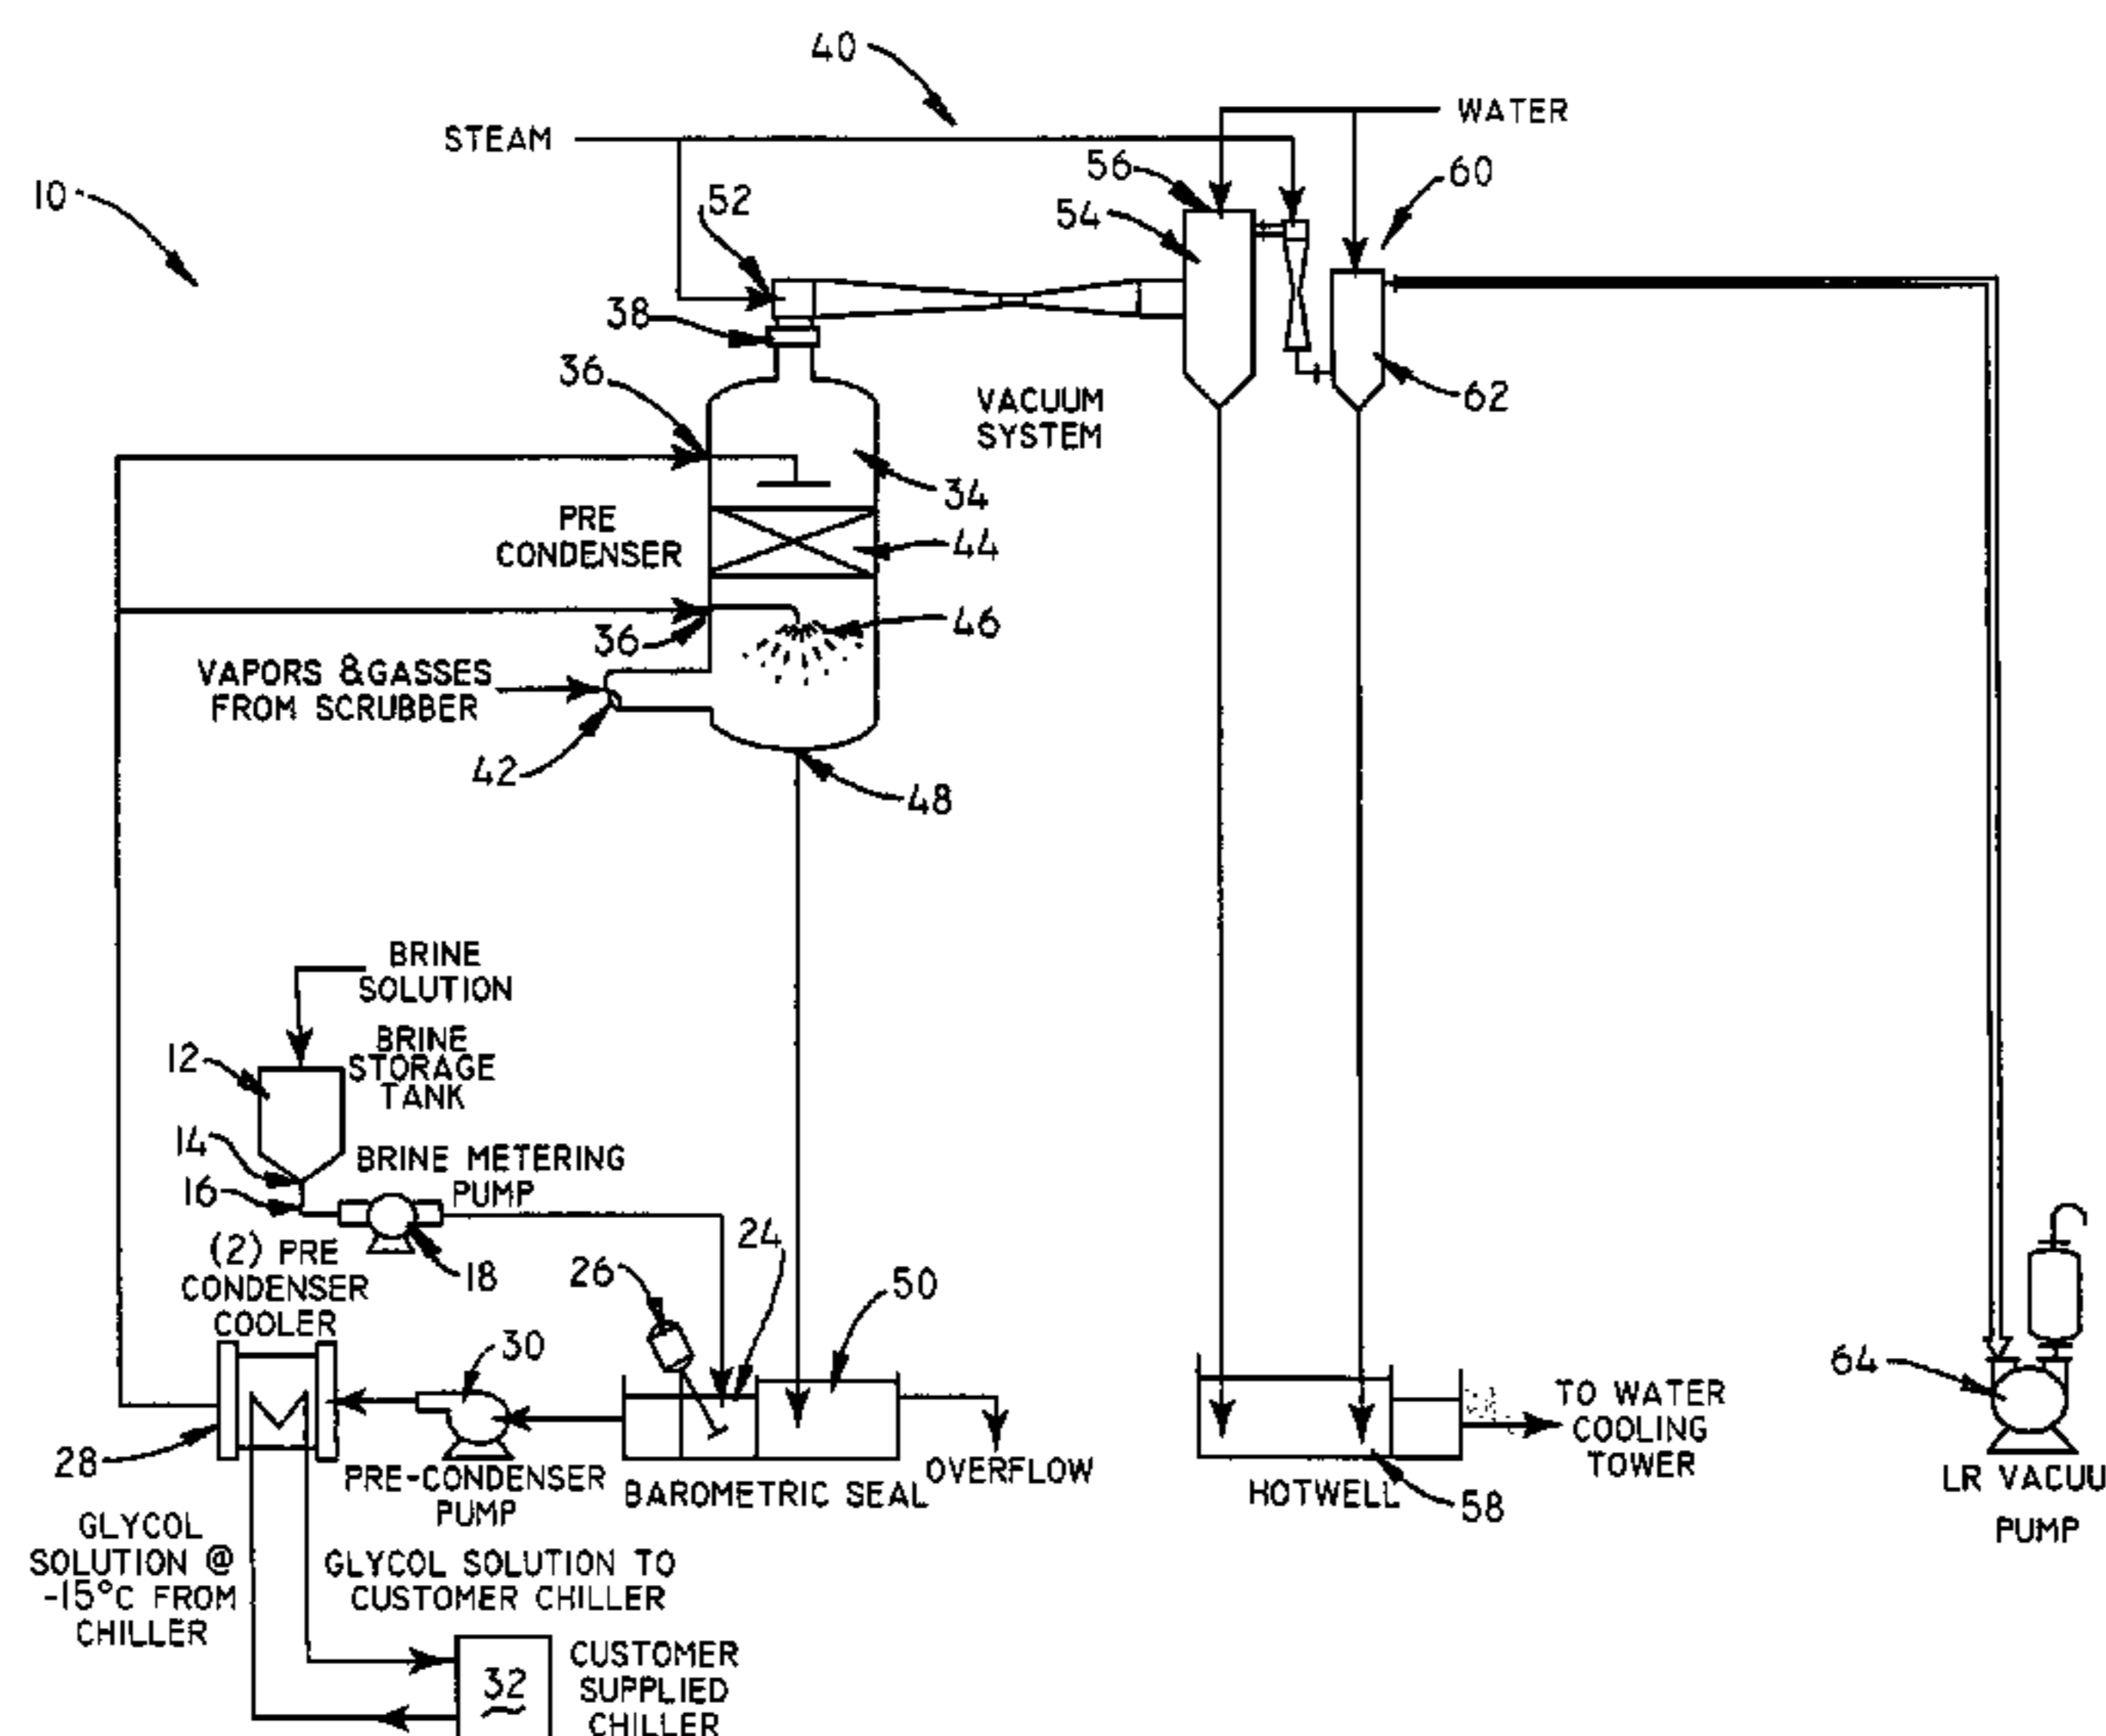 40
STEAM
WATER
10
52
56
60
54
38
36
62
VACUUM
SYSTEM
34
PRE
CONDENSER
44
46
36
VAPORS &GASSES
FROM SCRUBBER
42
48
BRINE
SOLUTION
12
BRINE
STORAGE
TANK
14
BRINE METERING
PUMP
16
18
(2) PRE
CONDENSER
COOLER
24
26
50
30
28
64
PRE-CONDENSER
PUMP
BAROMETRIC SEAL
OVERFLOW
HOTWELL
58
TO WATER
COOLING
TOWER
LR VACUU
PUMP
GLYCOL
SOLUTION @
-15°C FROM
CHILLER
GLYCOL SOLUTION TO
CUSTOMER CHILLER
32
CUSTOMER
SUPPLIED
CHILLER